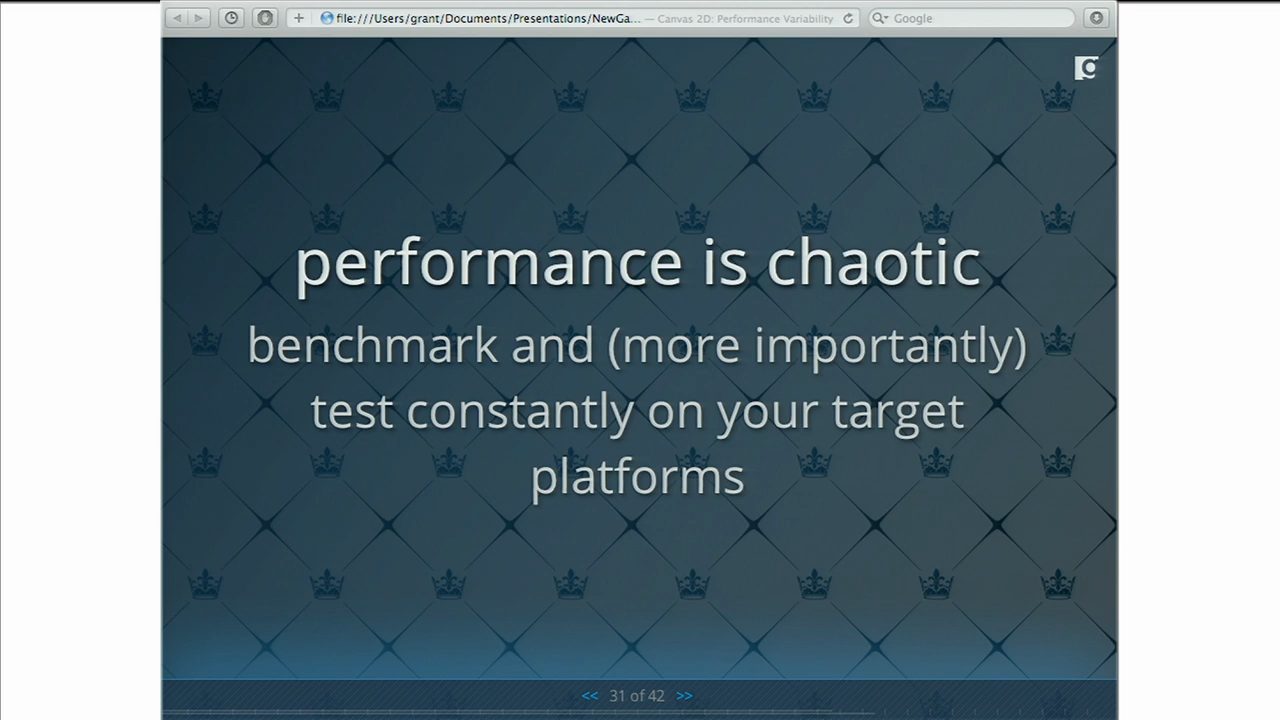 file:///Users/grant/Documents/Presentations/NewGa... — Canvas 2D: Performance Variability
Google
g
performance is chaotic
benchmark and (more importantly)
test constantly on your target
platforms
<< 31 of 42 >>